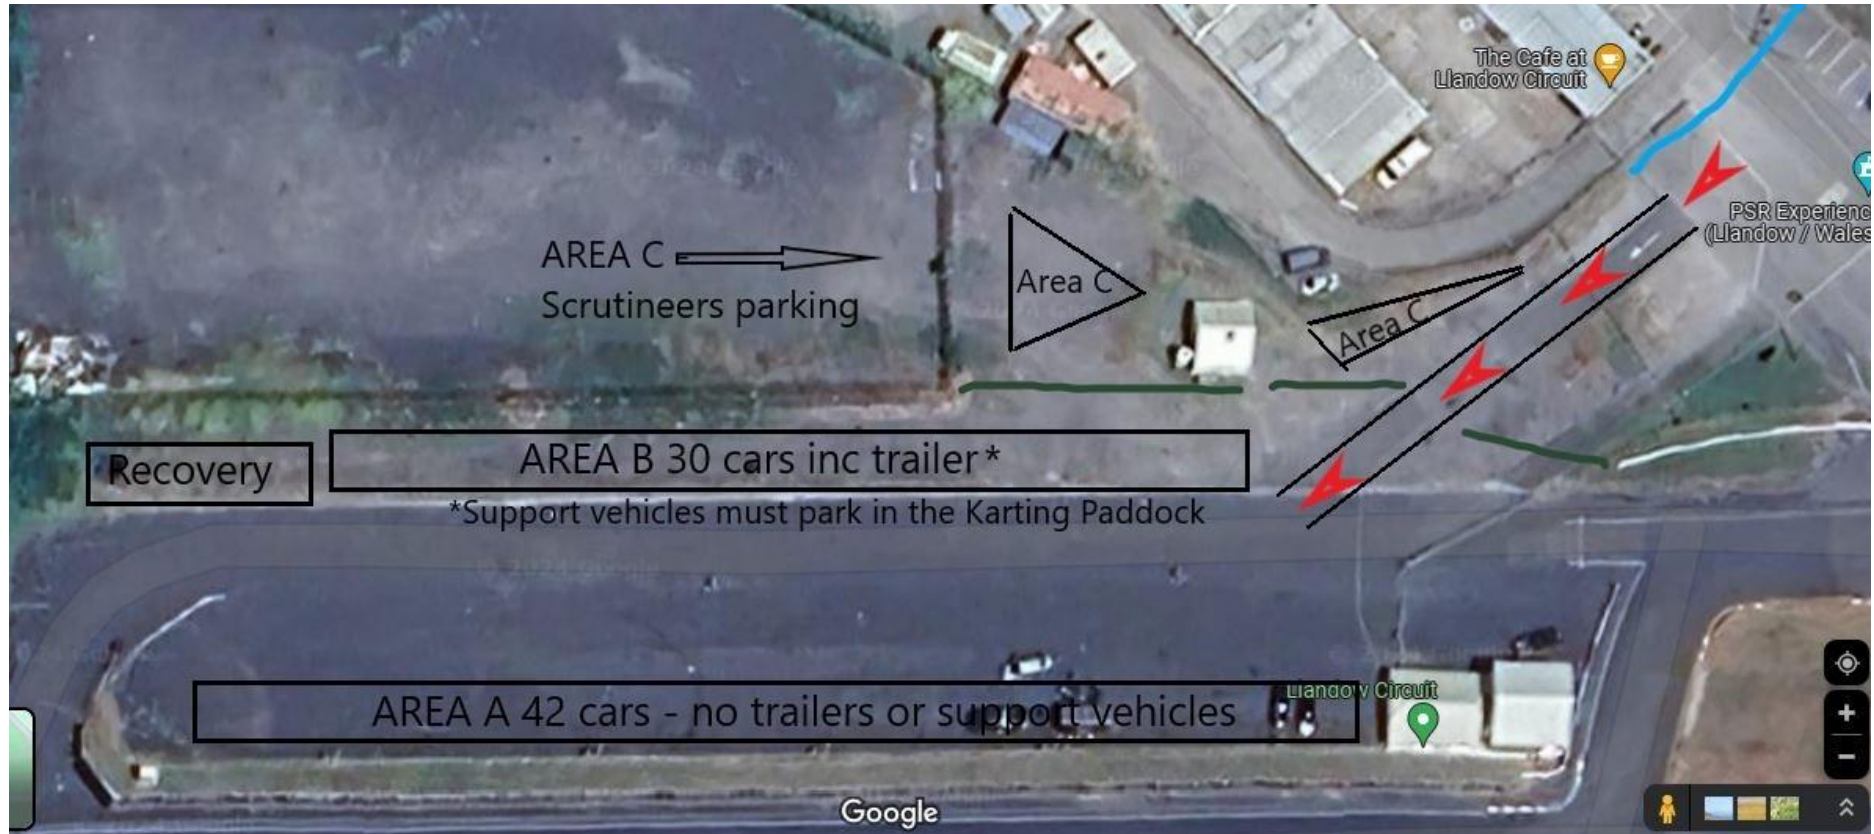 The Cafe at
Llandow Circuit
PSR Experienc
(Llandow / Wales
AREA C
Scrutineers parking
Area C
Area C
Recovery
AREA B 30 cars inc trailer*
*Support vehicles must park in the Karting Paddock
Llandow Circuit
AREA A 42 cars - no trailers or support vehicles
Google